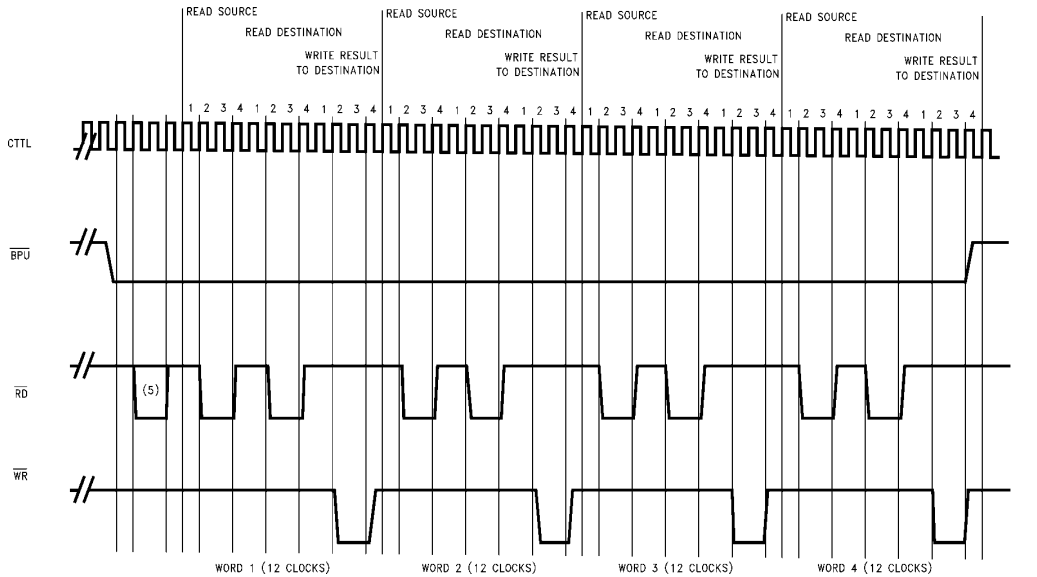 READ SOURCE READ SOURCE READ SOURCE READ SOURCE
READ DESTINATION READ DESTINATION READ DESTINATION READ DESTINATION
WRITE RESULT WRITE RESULT WRITE RESULT WRITE RESULT
TO DESTINATION TO DESTINATION TO DESTINATION TO DESTINATION
1 2 3 4 1 2 3 4 1 2 3 4 1 2 3 4 1 2 3 4 1 2 3 4 1 2 3 4 1 2 3 4 1 2 3 4 1 2 3 4 1 2 3 4 1 2 3 4
CTTL
BPU
RD (5)
WR
WORD 1 (12 CLOCKS) WORD 2 (12 CLOCKS) WORD 3 (12 CLOCKS) WORD 4 (12 CLOCKS)